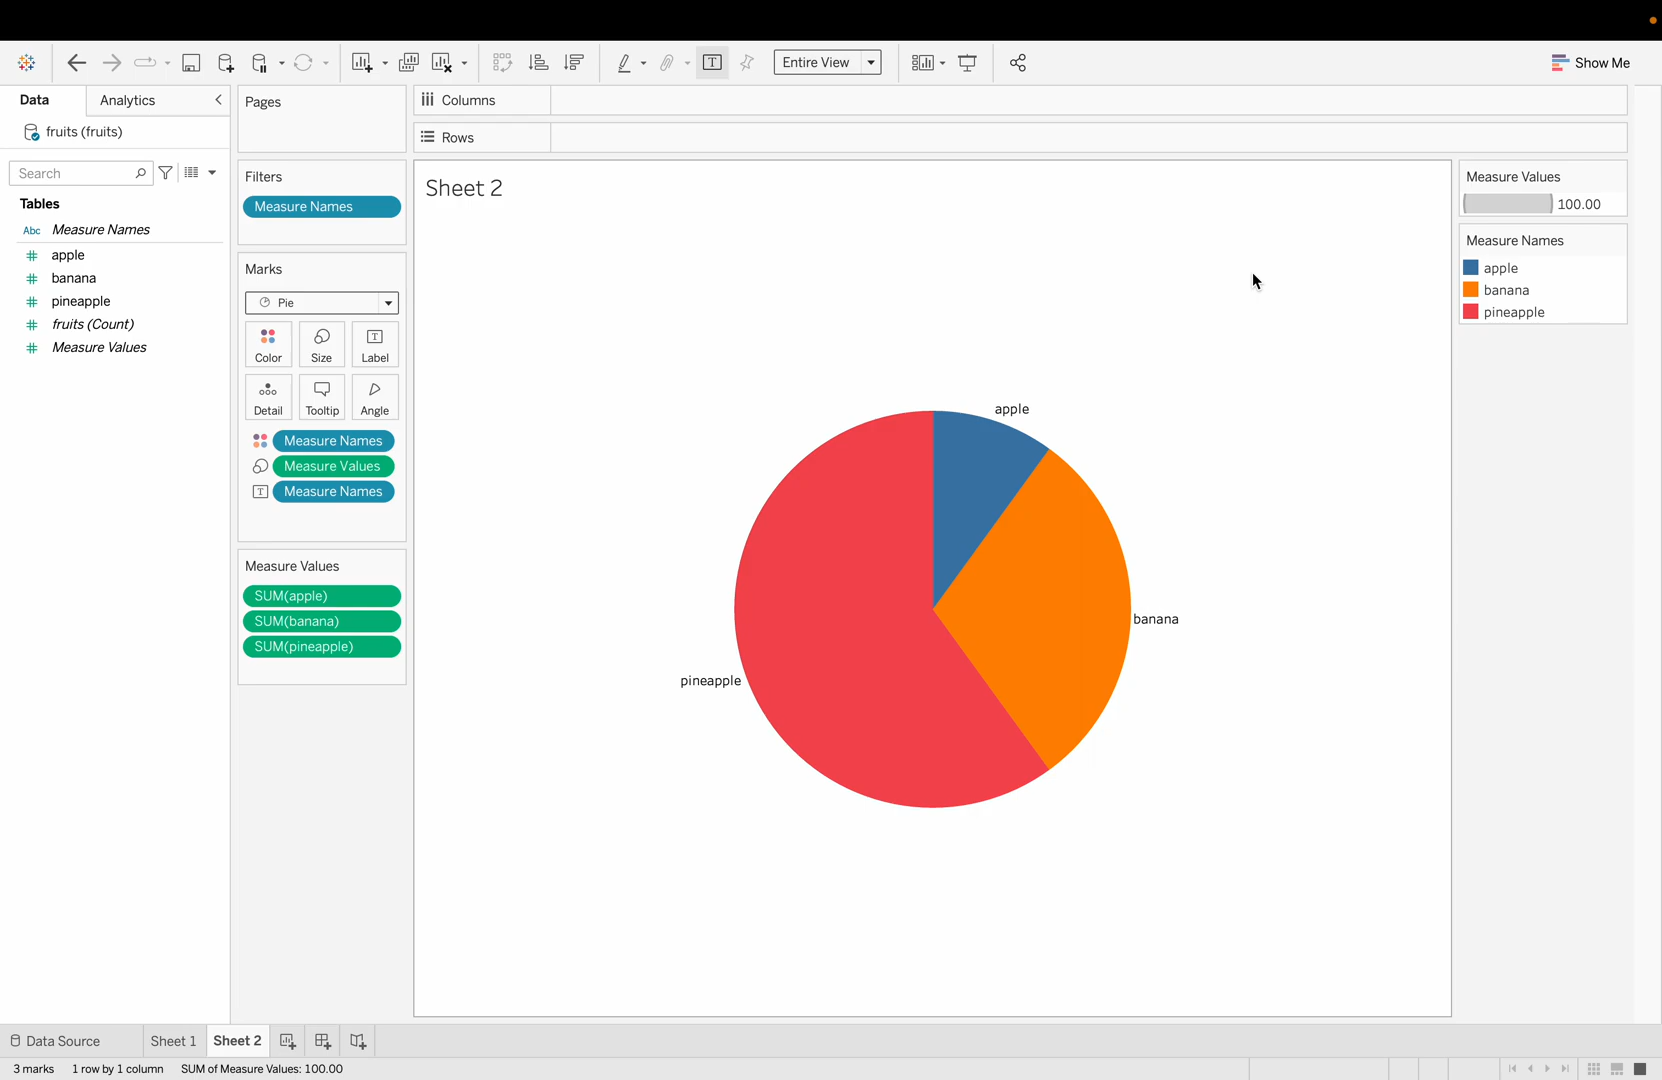 Entire View
Show Me
Data
Analytics
Pages
Columns
fruits (fruits)
Rows
Search
Filters
Measure Names
Tables
Abc Measure Names
apple
banana
pineapple
fruits (Count)
Measure Values
Marks
Pie
Color
Size
T
Label
Detail
Tooltip
Angle
Measure Names
Measure Values
T Measure Names
Measure Values
SUM(apple)
SUM(banana)
SUM(pineapple)
Sheet 2
apple
banana
pineapple
Measure Values
100.00
Measure Names
apple
banana
pineapple
Data Source
Sheet 1
Sheet 2
3 marks
1 row by 1 column
SUM of Measure Values: 100.00